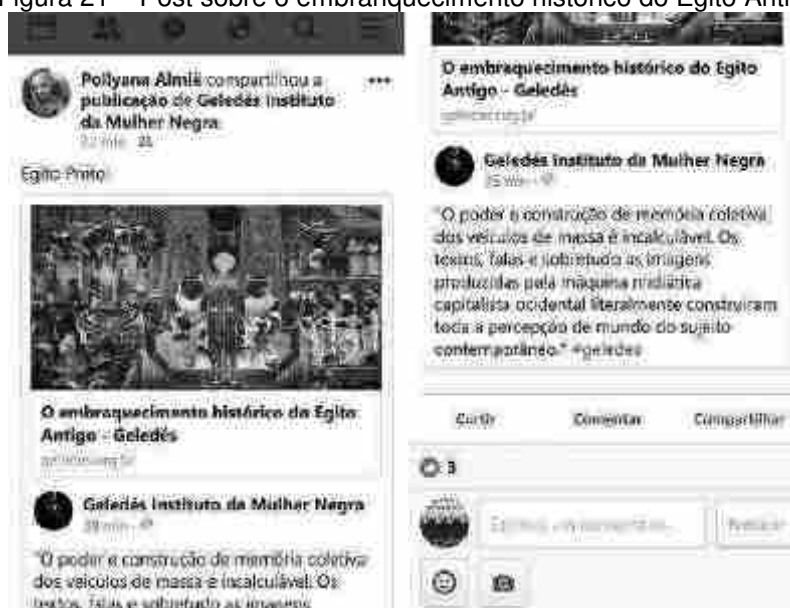 Figura 21 – Post sobre o embranquecimento histórico do Egito Anti
Pollyana Almiē compartilhou a
publicação de Geledés Instituto
da Mulher Negra
Egito Preto
O embraquecimento histórico do Egito
Antigo - Geledés
Geledés Instituto da Mulher Negra
"O poder e construção de memória coletiva
dos veículos de massa é incalculável. Os
textos, falas e sobretudo as imagens
O embraquecimento histórico do Egito
Antigo - Geledés
Geledés Instituto da Mulher Negra
25 min
"O poder e construção de memória coletiva
dos veículos de massa é incalculável. Os
textos, falas e sobretudo as imagens
produzidas pela máquina midiática
capitalista ocidental literalmente construíram
toda a percepção de mundo do sujeito
contemporâneo." #geledes
Curtir Comentar Compartilhar
3